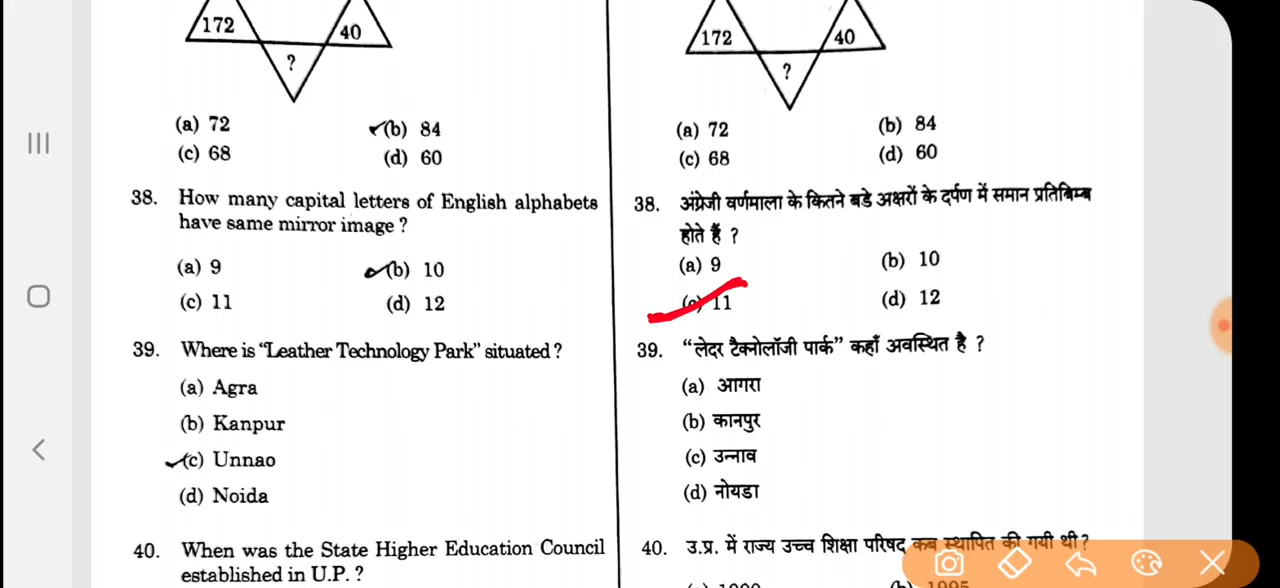 172
40
?
(a) 72
(b) 84
(c) 68
(d) 60
38. How many capital letters of English alphabets
have same mirror image ?
(a) 9
(b) 10
(c) 11
(d) 12
39. Where is "Leather Technology Park" situated ?
(a) Agra
(b) Kanpur
(c) Unnao
(d) Noida
40. When was the State Higher Education Council
established in U.P. ?
172
40
?
(a) 72
(b) 84
(c) 68
(d) 60
38. अंग्रेजी वर्णमाला के कितने बडे अक्षरों के दर्पण में समान प्रतिबिम्ब
होते हैं ?
(a) 9
(b) 10
(c) 11
(d) 12
39. "लेदर टैक्नोलॉजी पार्क" कहाँ अवस्थित है ?
(a) आगरा
(b) कानपुर
(c) उन्नाव
(d) नोयडा
40. उ.प्र. में राज्य उच्च शिक्षा परिषद कब स्थापित की गयी थी ?
(b) 1995